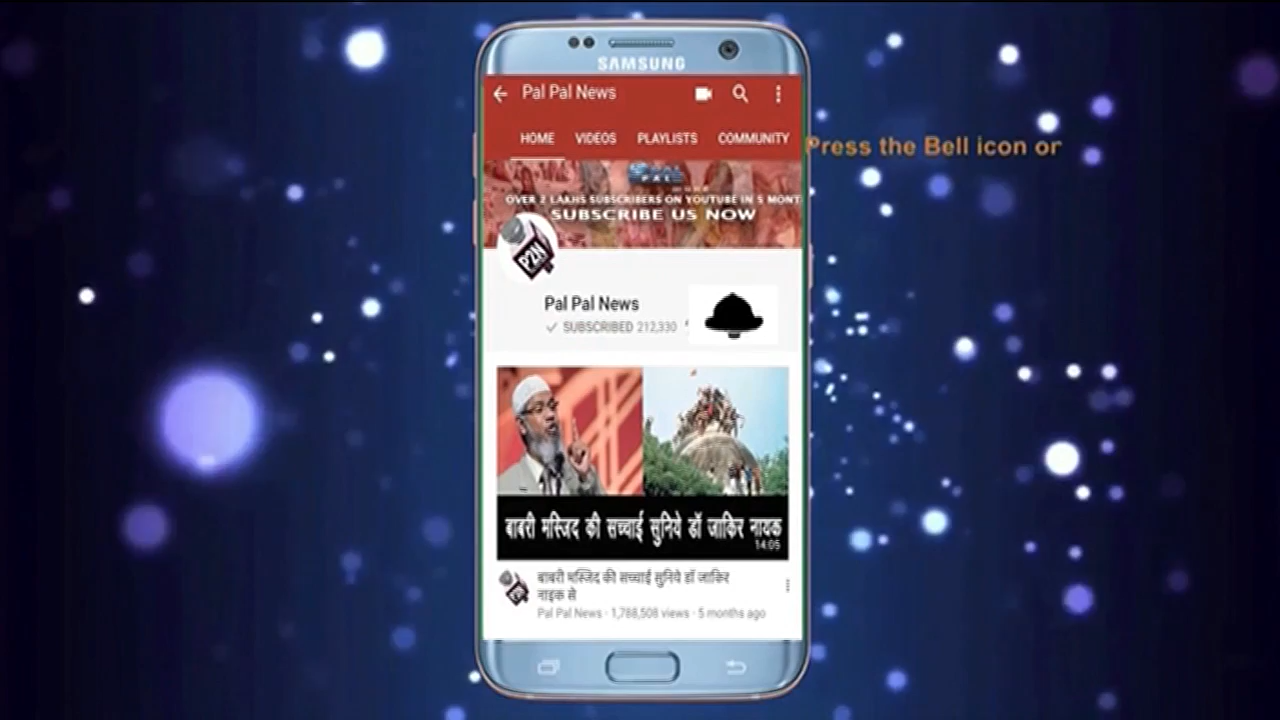 SAMSUNG
Pal Pal News
HOME VIDEOS PLAYLISTS COMMUNITY
Press the Bell icon or
PAL
OVER 2 LAKHS SUBSCRIBERS ON YOUTUBE IN 5 MONT
SUBSCRIBE US NOW
P2N
Pal Pal News
SUBSCRIBED 212,330
बाबरी मस्जिद की सच्चाई सुनिये डॉ जाकिर नायक
14:05
बाबरी मस्जिद की सच्चाई सुनिये डॉ जाकिर
नाइक से
Pal Pal News · 1,788,508 views · 5 months ago